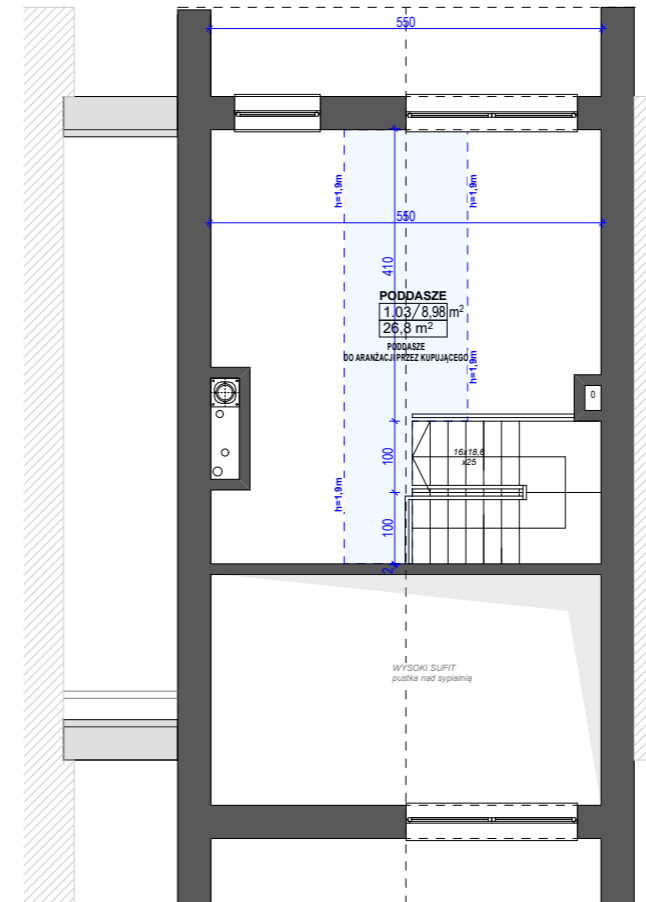 550
h=1,9m
h=1,9m
550
410
PODDASZE
1.03/ 8,98 m²
26,8 m²
PODDASZE
DO ARANŻACJI PRZEZ KUPUJĄCEGO
h=1,9m
0
100
16x18,6
x25
h=1,9m
100
2
WYSOKI SUFIT
pustka nad sypialnią